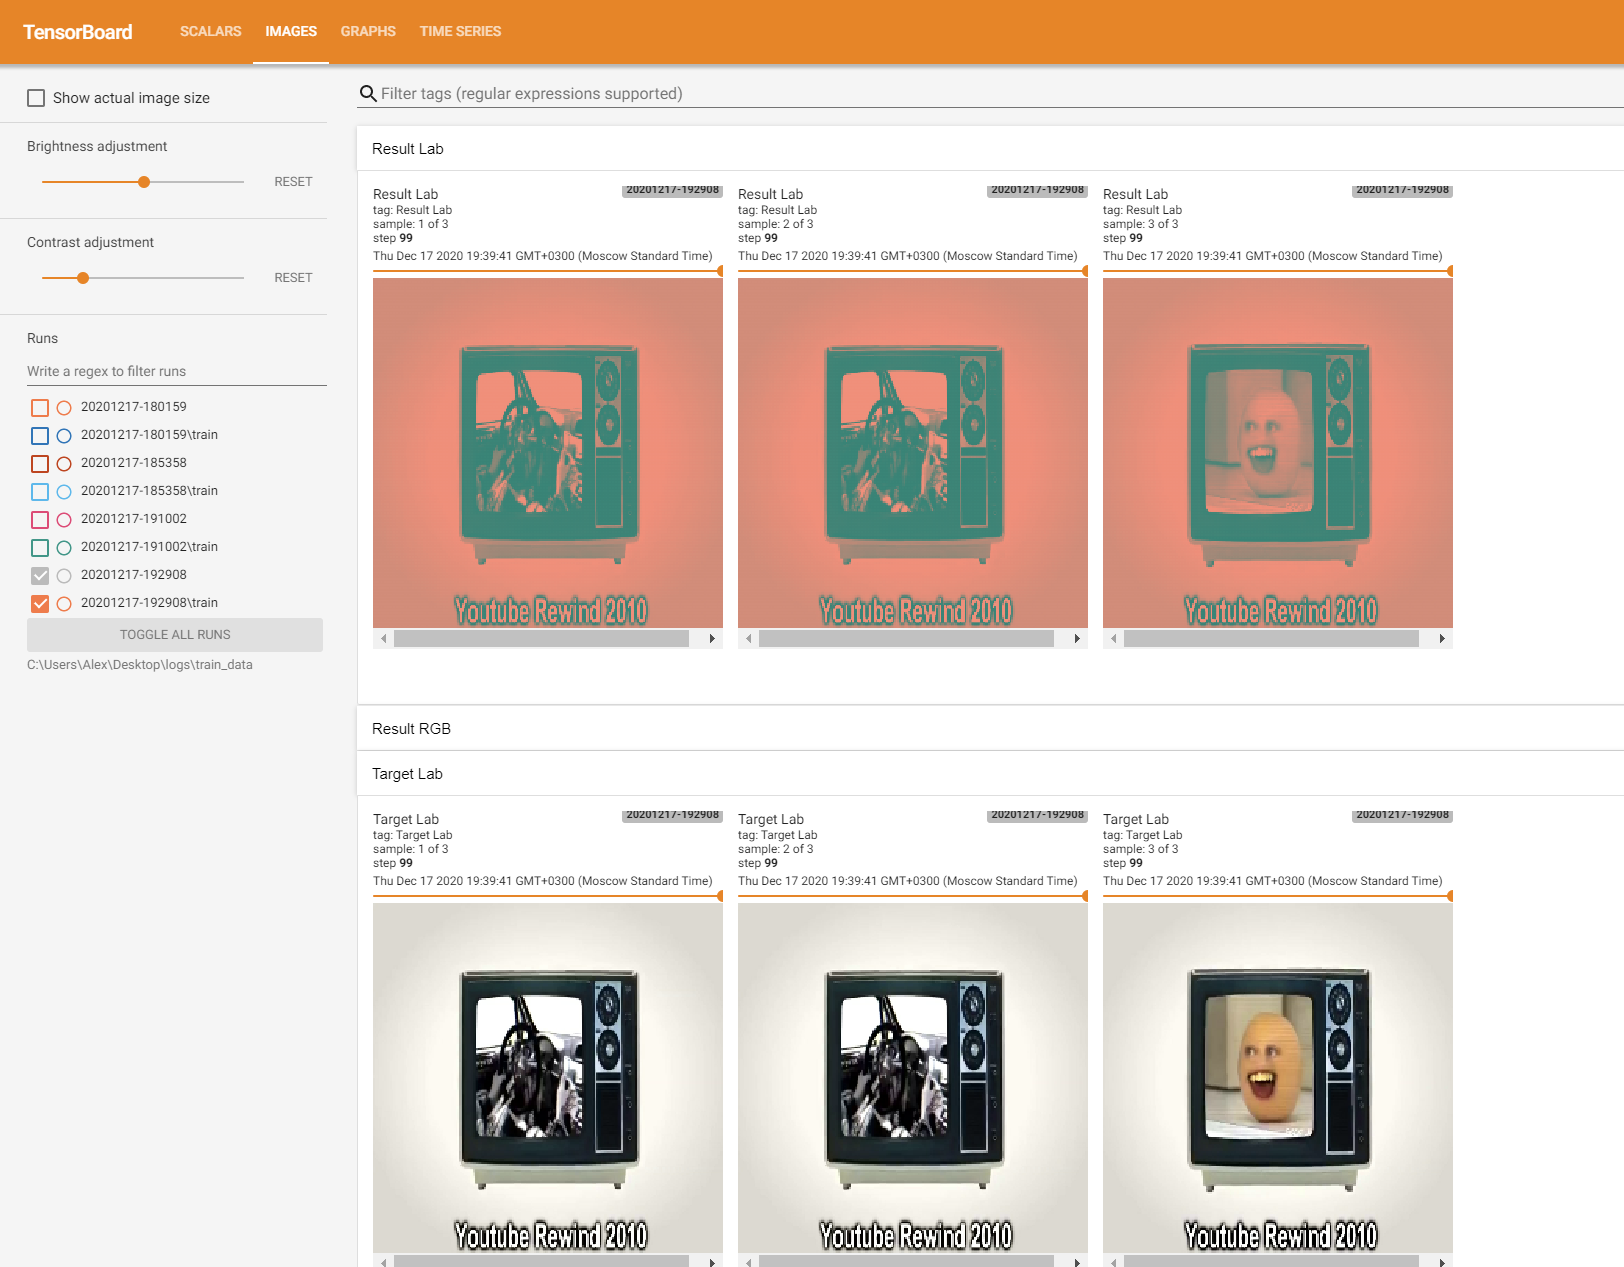 TensorBoard
SCALARS IMAGES GRAPHS TIME SERIES
Show actual image size
Brightness adjustment
RESET
Contrast adjustment
RESET
Runs
Write a regex to filter runs
20201217-180159
20201217-180159\train
20201217-185358
20201217-185358\train
20201217-191002
20201217-191002\train
20201217-192908
20201217-192908\train
TOGGLE ALL RUNS
C:\Users\Alex\Desktop\logs\train_data
Filter tags (regular expressions supported)
Result Lab
Result Lab 20201217-192908
tag: Result Lab
sample: 1 of 3
step 99
Thu Dec 17 2020 19:39:41 GMT+0300 (Moscow Standard Time)
Youtube Rewind 2010
Result Lab 20201217-192908
tag: Result Lab
sample: 2 of 3
step 99
Thu Dec 17 2020 19:39:41 GMT+0300 (Moscow Standard Time)
Youtube Rewind 2010
Result Lab 20201217-192908
tag: Result Lab
sample: 3 of 3
step 99
Thu Dec 17 2020 19:39:41 GMT+0300 (Moscow Standard Time)
Youtube Rewind 2010
Result RGB
Target Lab
Target Lab 20201217-192908
tag: Target Lab
sample: 1 of 3
step 99
Thu Dec 17 2020 19:39:41 GMT+0300 (Moscow Standard Time)
Youtube Rewind 2010
Target Lab 20201217-192908
tag: Target Lab
sample: 2 of 3
step 99
Thu Dec 17 2020 19:39:41 GMT+0300 (Moscow Standard Time)
Youtube Rewind 2010
Target Lab 20201217-192908
tag: Target Lab
sample: 3 of 3
step 99
Thu Dec 17 2020 19:39:41 GMT+0300 (Moscow Standard Time)
Youtube Rewind 2010